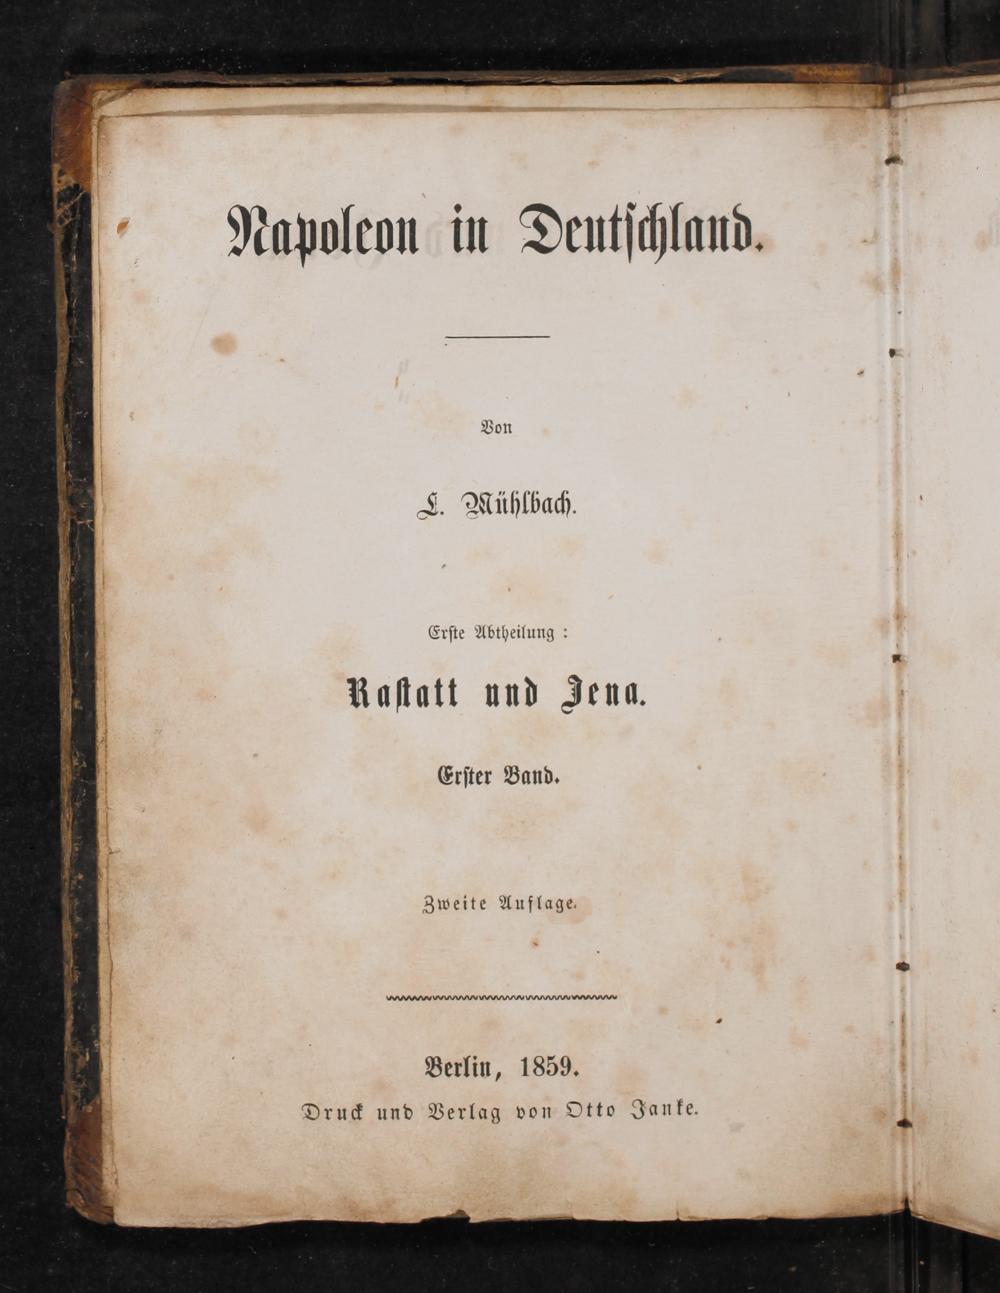 Napoleon in Deutschland.
Von
L. Mühlbach.
Erste Abtheilung:
Rastatt und Jena.
Erster Band.
Zweite Auflage.
Berlin, 1859.
Druck und Verlag von Otto Janke.